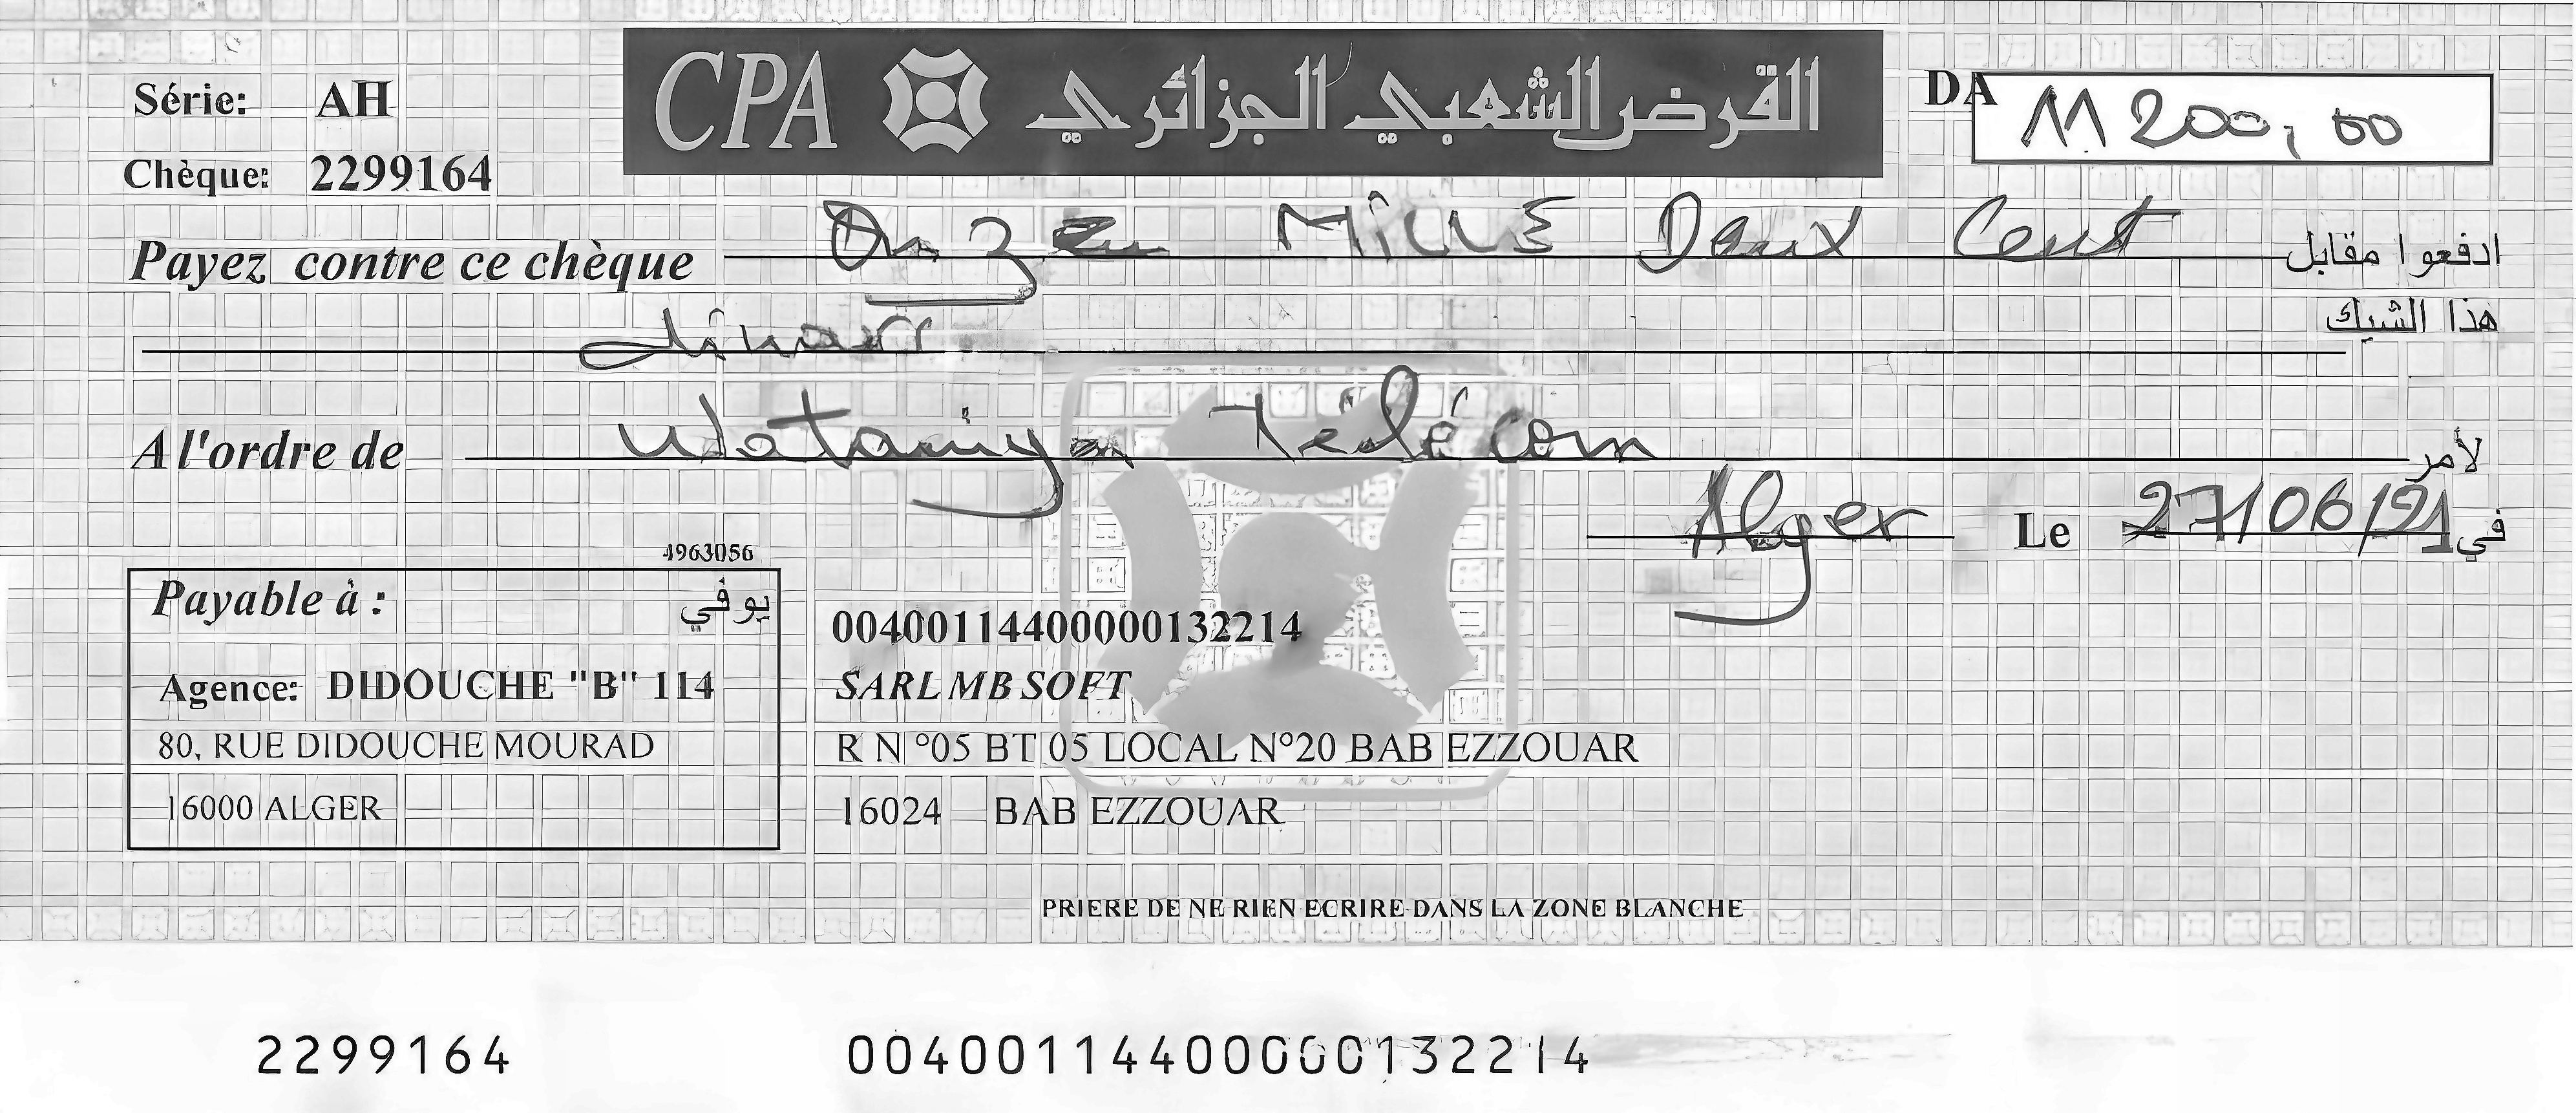 CPA القرض الشعبي الجزائري
Série: AH
DA 11 200,00
Chèque: 2299164
Payez contre ce chèque Onze Mille Deux Cent ادفعوا مقابل
هذا الشيك
dinars
A l'ordre de Wataniya Télécom لأمر
Alger Le 27/06/21 في
4963056
Payable à : يوفي
Agence: DIDOUCHE "B" 114
80, RUE DIDOUCHE MOURAD
16000 ALGER
00400114400000132214
SARL MB SOFT
R N °05 BT 05 LOCAL N°20 BAB EZZOUAR
16024 BAB EZZOUAR
PRIERE DE NE RIEN ECRIRE DANS LA ZONE BLANCHE
2299164 00400114400000132214